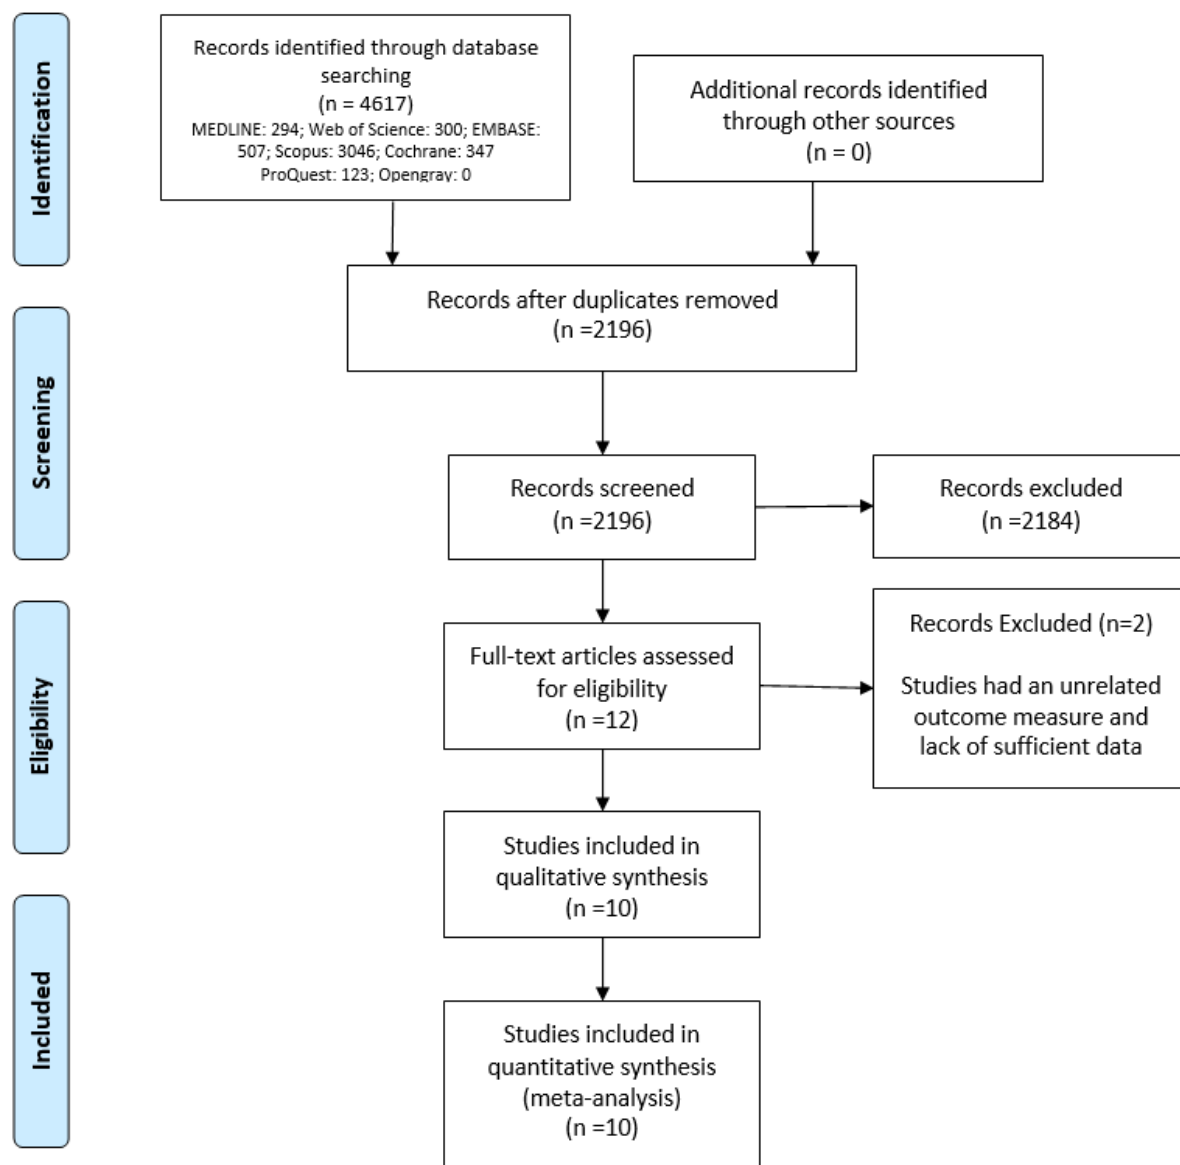 Identification
Records identified through database
searching
(n = 4617)
MEDLINE: 294; Web of Science: 300; EMBASE:
507; Scopus: 3046; Cochrane: 347
ProQuest: 123; Opengray: 0
Additional records identified
through other sources
(n = 0)
Records after duplicates removed
(n =2196)
Screening
Records screened
(n =2196)
Records excluded
(n =2184)
Eligibility
Full-text articles assessed
for eligibility
(n =12)
Records Excluded (n=2)
Studies had an unrelated
outcome measure and
lack of sufficient data
Studies included in
qualitative synthesis
(n =10)
Included
Studies included in
quantitative synthesis
(meta-analysis)
(n =10)